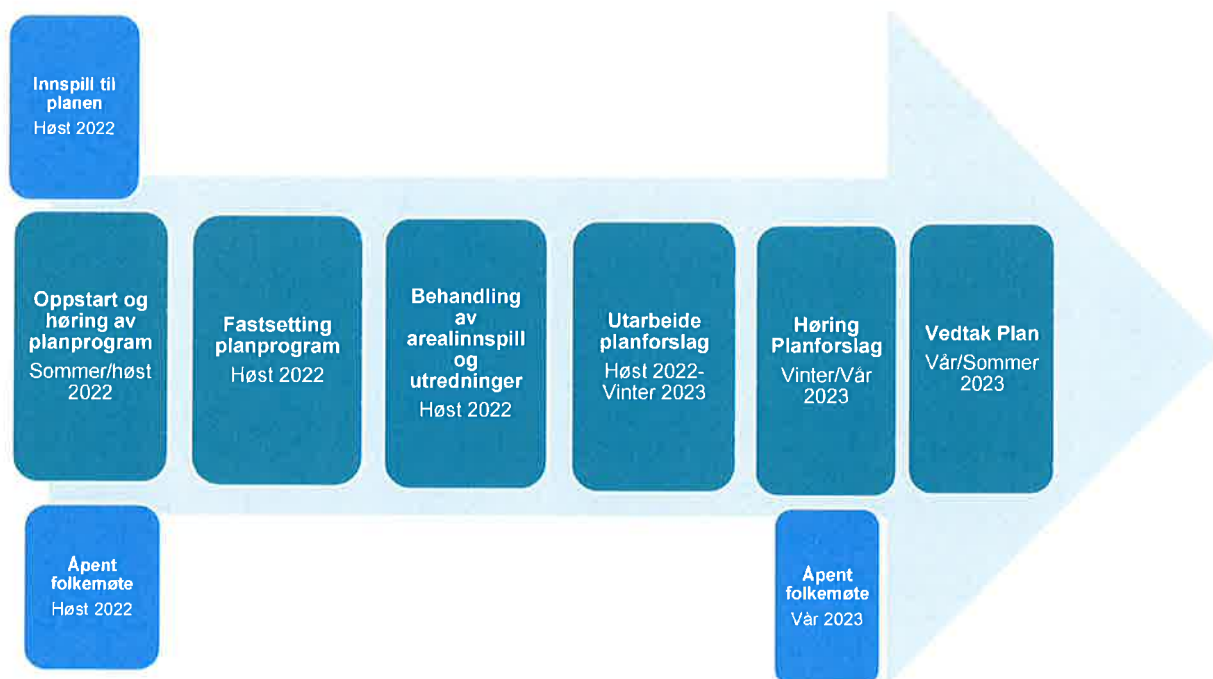 Innspill til
planen
Høst 2022
Oppstart og
høring av
planprogram
Sommer/høst
2022
Fastsetting
planprogram
Høst 2022
Behandling
av
arealinnspill
og
utredninger
Høst 2022
Utarbeide
planforslag
Høst 2022-
Vinter 2023
Høring
Planforslag
Vinter/Vår
2023
Vedtak Plan
Vår/Sommer
2023
Åpent
folkemøte
Høst 2022
Åpent
folkemøte
Vår 2023